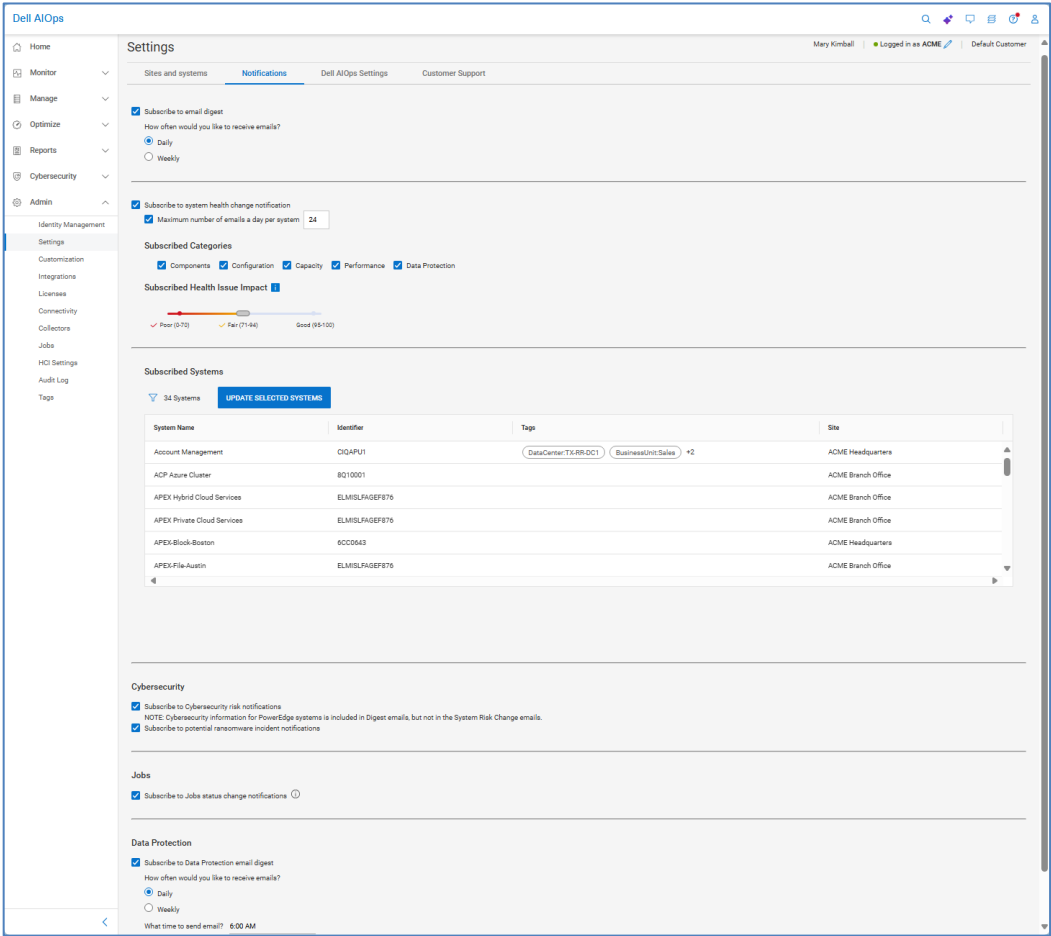 Dell AIOps
Home
Monitor
Manage
Optimize
Reports
Cybersecurity
Admin
Identity Management
Settings
Customization
Integrations
Licenses
Connectivity
Collectors
Jobs
HCI Settings
Audit Log
Tags
Settings
Mary Kimball Logged in as ACME Default Customer
Sites and systems Notifications Dell AIOps Settings Customer Support
Subscribe to email digest
How often would you like to receive emails?
Daily
Weekly
Subscribe to system health change notification
Maximum number of emails a day per system 24
Subscribed Categories
Components Configuration Capacity Performance Data Protection
Subscribed Health Issue Impact
Poor (0-70) Fair (71-94) Good (95-100)
Subscribed Systems
34 Systems UPDATE SELECTED SYSTEMS
System Name Identifier Tags Site
Account Management CIQAPU1 DataCenter:TX-RR-DC1 BusinessUnit:Sales +2 ACME Headquarters
ACP Azure Cluster 8Q10001 ACME Branch Office
APEX Hybrid Cloud Services ELMISLFAGEF876 ACME Branch Office
APEX Private Cloud Services ELMISLFAGEF876 ACME Branch Office
APEX-Block-Boston 6CC0643 ACME Headquarters
APEX-File-Austin ELMISLFAGEF876 ACME Branch Office
Cybersecurity
Subscribe to Cybersecurity risk notifications
NOTE: Cybersecurity information for PowerEdge systems is included in Digest emails, but not in the System Risk Change emails.
Subscribe to potential ransomware incident notifications
Jobs
Subscribe to Jobs status change notifications
Data Protection
Subscribe to Data Protection email digest
How often would you like to receive emails?
Daily
Weekly
What time to send email? 6:00 AM